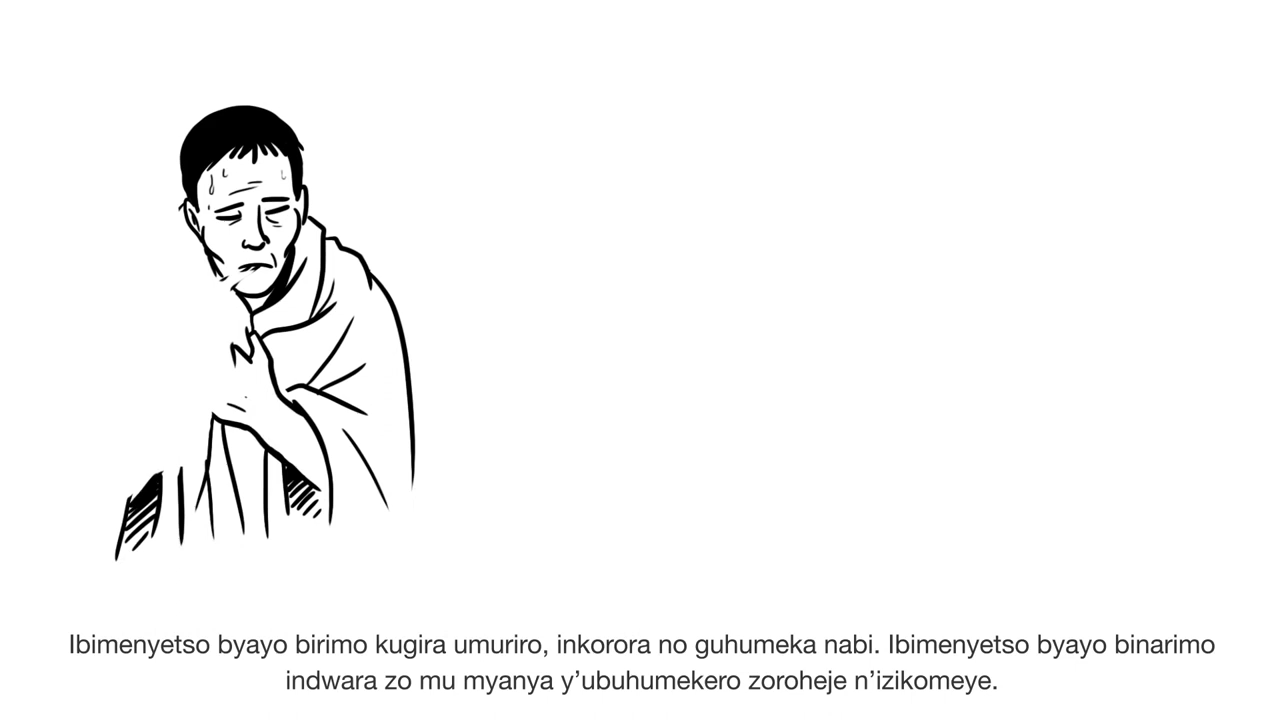 Ibimenyetso byayo birimo kugira umuriro, inkorora no guhumeka nabi. Ibimenyetso byayo binarimo
indwara zo mu myanya y’ubuhumekero zoroheje n’izikomeye.